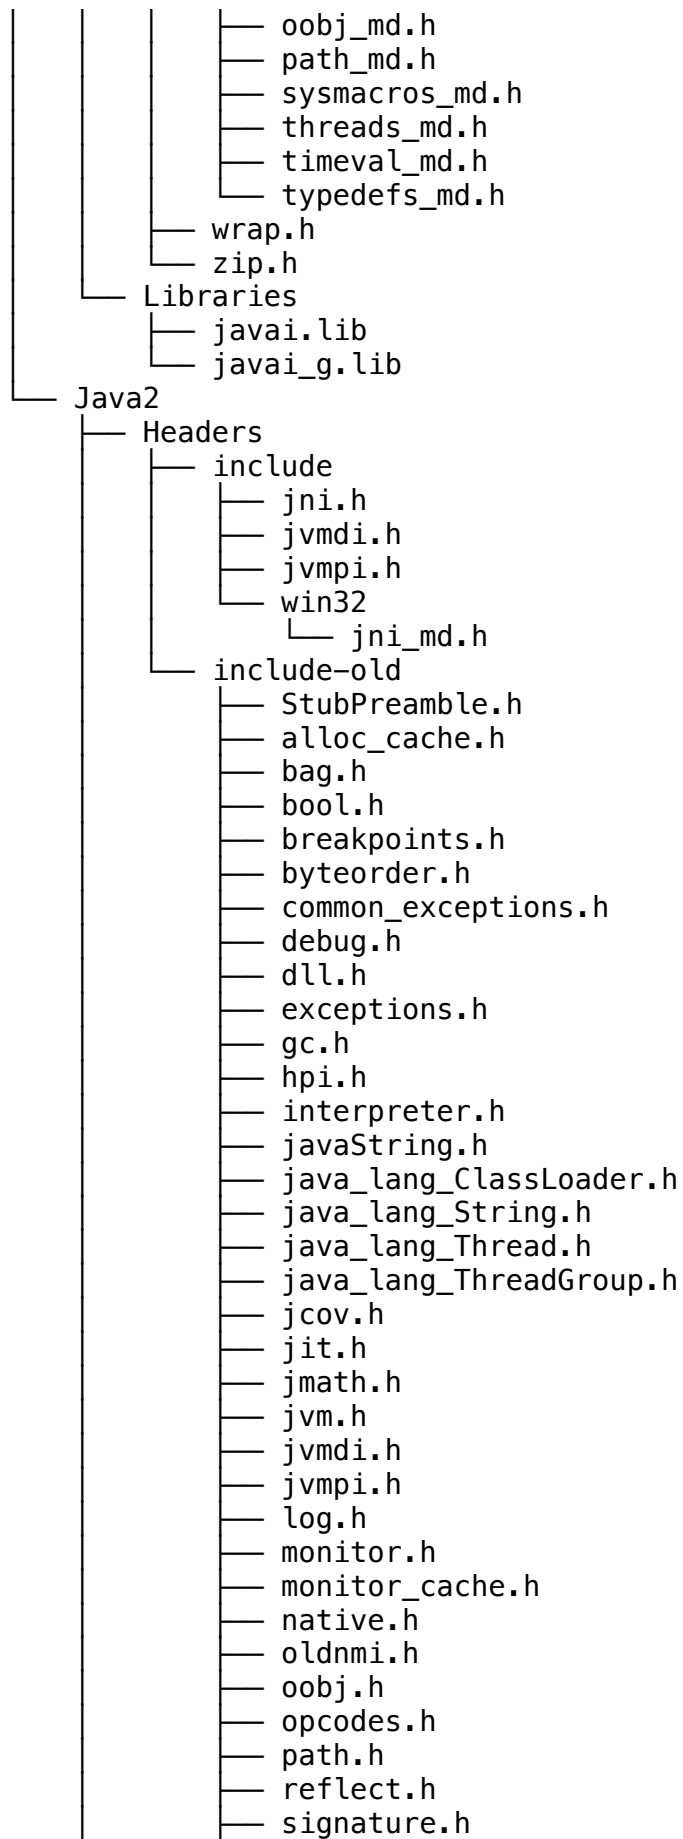 │   │   │   ├── oobj_md.h
│   │   │   ├── path_md.h
│   │   │   ├── sysmacros_md.h
│   │   │   ├── threads_md.h
│   │   │   ├── timeval_md.h
│   │   │   └── typedefs_md.h
│   │   ├── wrap.h
│   │   └── zip.h
│   └── Libraries
│       ├── javai.lib
│       └── javai_g.lib
└── Java2
    ├── Headers
    │   ├── include
    │   │   ├── jni.h
    │   │   ├── jvmdi.h
    │   │   ├── jvmpi.h
    │   │   └── win32
    │   │       └── jni_md.h
    │   └── include-old
    │       ├── StubPreamble.h
    │       ├── alloc_cache.h
    │       ├── bag.h
    │       ├── bool.h
    │       ├── breakpoints.h
    │       ├── byteorder.h
    │       ├── common_exceptions.h
    │       ├── debug.h
    │       ├── dll.h
    │       ├── exceptions.h
    │       ├── gc.h
    │       ├── hpi.h
    │       ├── interpreter.h
    │       ├── javaString.h
    │       ├── java_lang_ClassLoader.h
    │       ├── java_lang_String.h
    │       ├── java_lang_Thread.h
    │       ├── java_lang_ThreadGroup.h
    │       ├── jcov.h
    │       ├── jit.h
    │       ├── jmath.h
    │       ├── jvm.h
    │       ├── jvmdi.h
    │       ├── jvmpi.h
    │       ├── log.h
    │       ├── monitor.h
    │       ├── monitor_cache.h
    │       ├── native.h
    │       ├── oldnmi.h
    │       ├── oobj.h
    │       ├── opcodes.h
    │       ├── path.h
    │       ├── reflect.h
    │       ├── signature.h